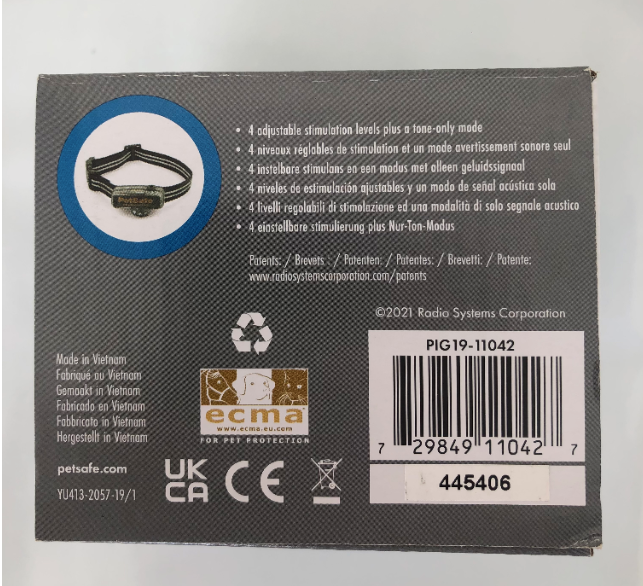 PetSafe
• 4 adjustable stimulation levels plus a tone-only mode
• 4 niveaux réglables de stimulation et un mode avertissement sonore seul
• 4 instelbare stimulans en een modus met alleen geluidssignaal
• 4 niveles de estimulación ajustables y un modo de señal acústica sola
• 4 livelli regolabili di stimolazione ed una modalità di solo segnale acustico
• 4 einstellbare stimulierung plus Nur-Ton-Modus
Patents: / Brevets : / Patenten: / Patentes: / Brevetti: / Patente:
www.radiosystemscorporation.com/patents
©2021 Radio Systems Corporation
PIG19-11042
7 29849 11042 7
445406
Made in Vietnam
Fabriqué au Vietnam
Gemaakt in Vietnam
Fabricado en Viétnam
Fabbricato in Vietnam
Hergestellt in Vietnam
ecma
www.ecma.eu.com
FOR PET PROTECTION
petsafe.com
YU413-2057-19/1
UK
CA
CE